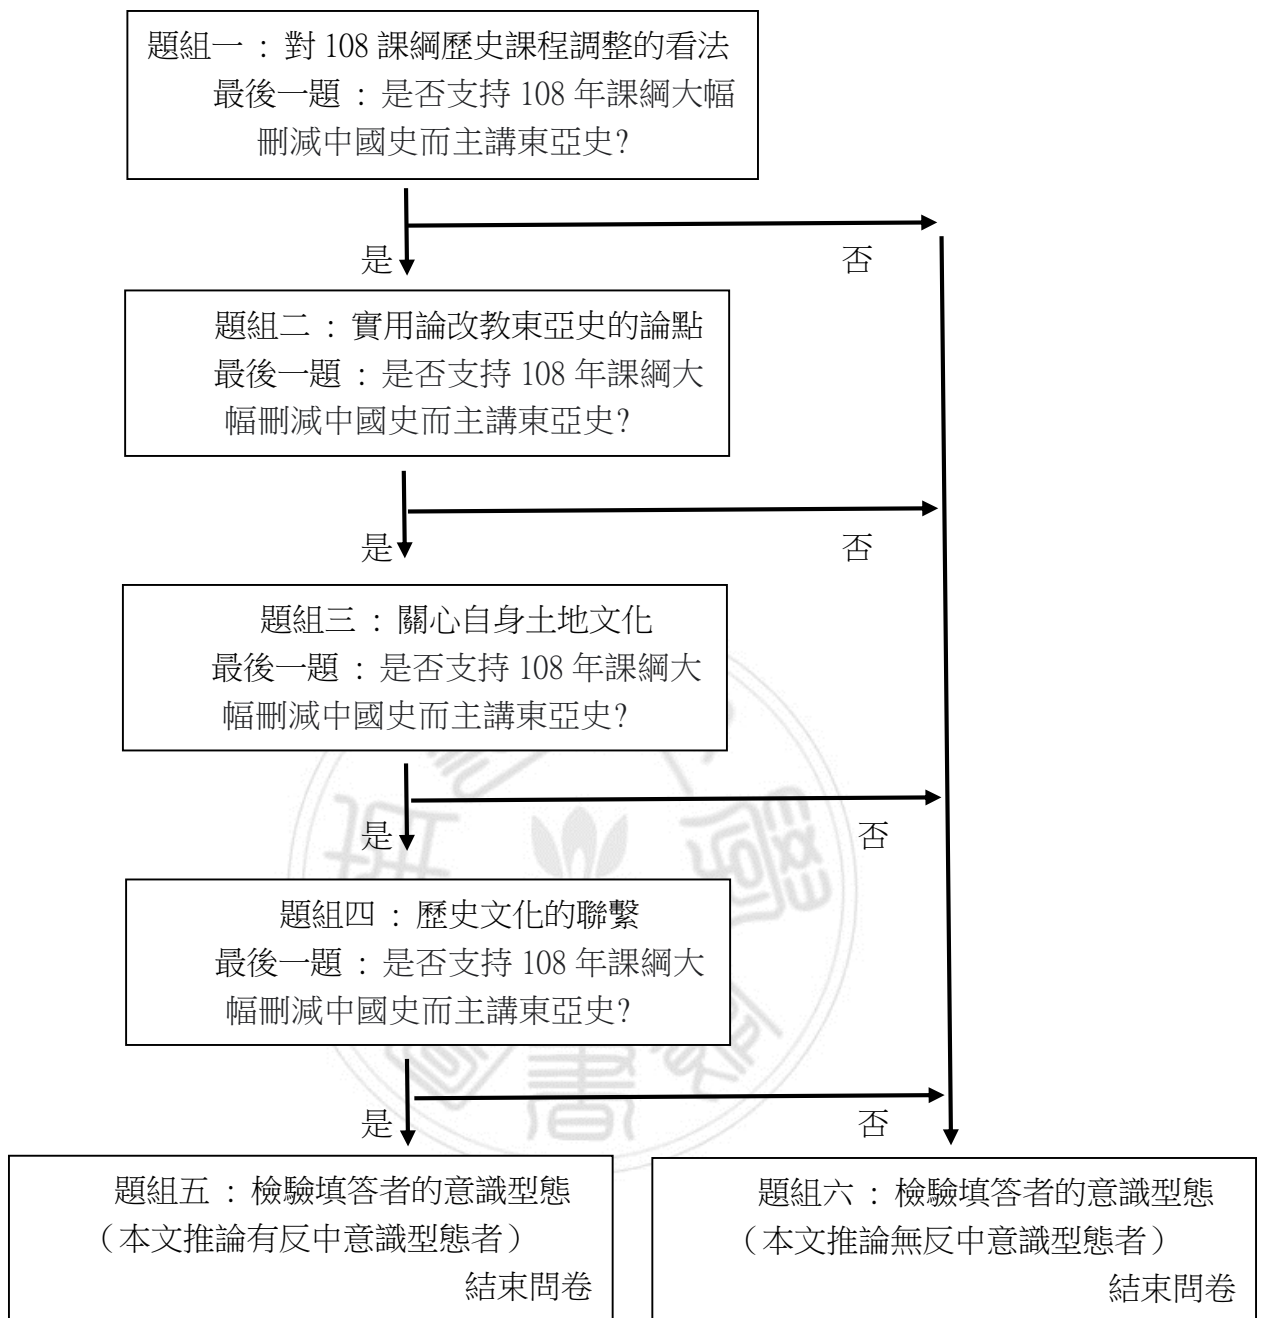 題組一：對 108 課綱歷史課程調整的看法
最後一題：是否支持 108 年課綱大幅
刪減中國史而主講東亞史?
是
否
題組二：實用論改教東亞史的論點
最後一題：是否支持 108 年課綱大
幅刪減中國史而主講東亞史?
是
否
題組三：關心自身土地文化
最後一題：是否支持 108 年課綱大
幅刪減中國史而主講東亞史?
是
否
題組四：歷史文化的聯繫
最後一題：是否支持 108 年課綱大
幅刪減中國史而主講東亞史?
是
否
題組五：檢驗填答者的意識型態
（本文推論有反中意識型態者）
結束問卷
題組六：檢驗填答者的意識型態
（本文推論無反中意識型態者）
結束問卷